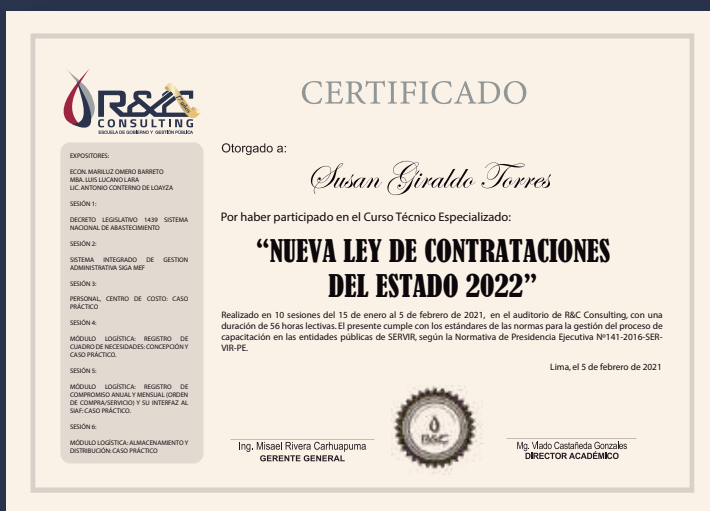 R&C
CONSULTING
ESCUELA DE GOBIERNO Y GESTIÓN PÚBLICA
CERTIFICADO
EXPOSITORES:
ECON. MARILUZ OMERO BARRETO
MBA. LUIS LUCANO LARA
LIC. ANTONIO CONTERNO DE LOAYZA
SESIÓN 1:
DECRETO LEGISLATIVO 1439 SISTEMA
NACIONAL DE ABASTECIMIENTO
SESIÓN 2:
SISTEMA INTEGRADO DE GESTION
ADMINISTRATIVA SIGA MEF
SESIÓN 3:
PERSONAL, CENTRO DE COSTO: CASO
PRÁCTICO
SESIÓN 4:
MÓDULO LOGÍSTICA: REGISTRO DE
CUADRO DE NECESIDADES: CONCEPCIÓN Y
CASO PRÁCTICO.
SESIÓN 5:
MÓDULO LOGÍSTICA: REGISTRO DE
COMPROMISO ANUAL Y MENSUAL (ORDEN
DE COMPRA/SERVICIO) Y SU INTERFAZ AL
SIAF: CASO PRÁCTICO.
SESIÓN 6:
MÓDULO LOGÍSTICA: ALMACENAMIENTO Y
DISTRIBUCIÓN: CASO PRÁCTICO
Otorgado a:
Susan Giraldo Torres
Por haber participado en el Curso Técnico Especializado:
“NUEVA LEY DE CONTRATACIONES
DEL ESTADO 2022”
Realizado en 10 sesiones del 15 de enero al 5 de febrero de 2021, en el auditorio de R&C Consulting, con una
duración de 56 horas lectivas. El presente cumple con los estándares de las normas para la gestión del proceso de
capacitación en las entidades públicas de SERVIR, según la Normativa de Presidencia Ejecutiva Nº141-2016-SER-
VIR-PE.
Lima, el 5 de febrero de 2021
R&C
Ing. Misael Rivera Carhuapuma
GERENTE GENERAL
Mg. Vlado Castañeda Gonzales
DIRECTOR ACADÉMICO